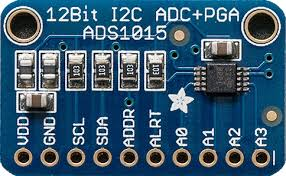 12Bit I2C ADC+PGA
ADS1015
103
103
103
103
VDD
GND
SCL
SDA
ADDR
ALRT
A0
A1
A2
A3